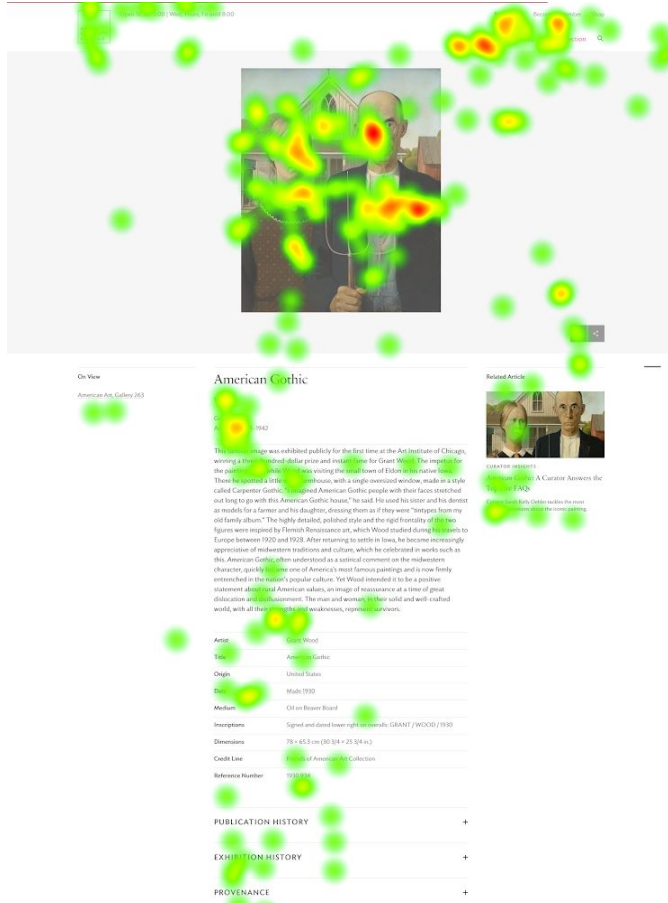 8:00
On View
American Art, Gallery 263
American Gothic
1942
This famous image was exhibited publicly for the first time at the Art Institute of Chicago,
winning a three-hundred-dollar prize and instant fame for Grant Wood. The impetus for
the painting came while Wood was visiting the small town of Eldon in his native Iowa.
There he spotted a little wood farmhouse, with a single oversized window, made in a style
called Carpenter Gothic. “I imagined American Gothic people with their faces stretched
out long to go with this American Gothic house,” he said. He used his sister and his dentist
as models for a farmer and his daughter, dressing them as if they were “tintypes from my
old family album.” The highly detailed, polished style and the rigid frontality of the two
figures were inspired by Flemish Renaissance art, which Wood studied during his travels to
Europe between 1920 and 1928. After returning to settle in Iowa, he became increasingly
appreciative of midwestern traditions and culture, which he celebrated in works such as
this. American Gothic, often understood as a satirical comment on the midwestern
character, quickly became one of America’s most famous paintings and is now firmly
entrenched in the nation’s popular culture. Yet Wood intended it to be a positive
statement about rural American values, an image of reassurance at a time of great
dislocation and disillusionment. The man and woman, in their solid and well-crafted
world, with all their strengths and weaknesses, represent survivors.
Related Article
CURATOR INSIGHTS
American Gothic: A Curator Answers the
Top FAQs
Curator Sarah Kelly Oehler tackles the most
questions about the iconic painting
Artist Grant Wood
Title American Gothic
Origin United States
Date Made 1930
Medium Oil on Beaver Board
Inscriptions Signed and dated lower right on overalls: GRANT / WOOD / 1930
Dimensions 78 × 65.3 cm (30 3/4 × 25 3/4 in.)
Credit Line Friends of American Art Collection
Reference Number 1930.934
PUBLICATION HISTORY +
EXHIBITION HISTORY +
PROVENANCE +